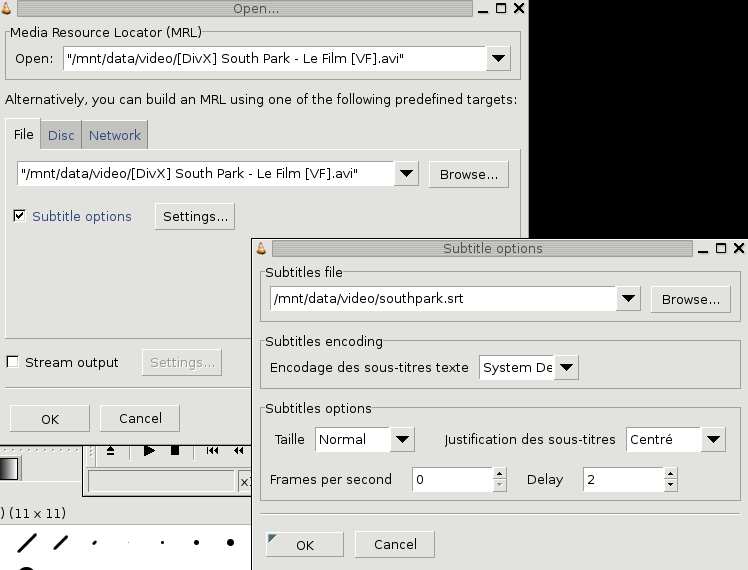 Open...
Media Resource Locator (MRL)
Open: "/mnt/data/video/[DivX] South Park - Le Film [VF].avi"
Alternatively, you can build an MRL using one of the following predefined targets:
File Disc Network
"/mnt/data/video/[DivX] South Park - Le Film [VF].avi" Browse...
Subtitle options Settings...
Stream output Settings...
OK Cancel
Subtitle options
Subtitles file
/mnt/data/video/southpark.srt Browse...
Subtitles encoding
Encodage des sous-titres texte System De
Subtitles options
Taille Normal Justification des sous-titres Centré
Frames per second 0 Delay 2
OK Cancel
x
) (11 x 11)